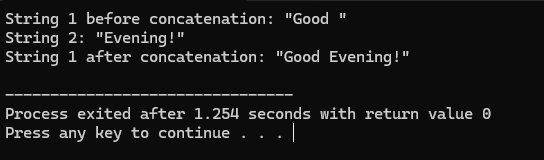 String 1 before concatenation: "Good "
String 2: "Evening!"
String 1 after concatenation: "Good Evening!"
--------------------------------
Process exited after 1.254 seconds with return value 0
Press any key to continue . . .